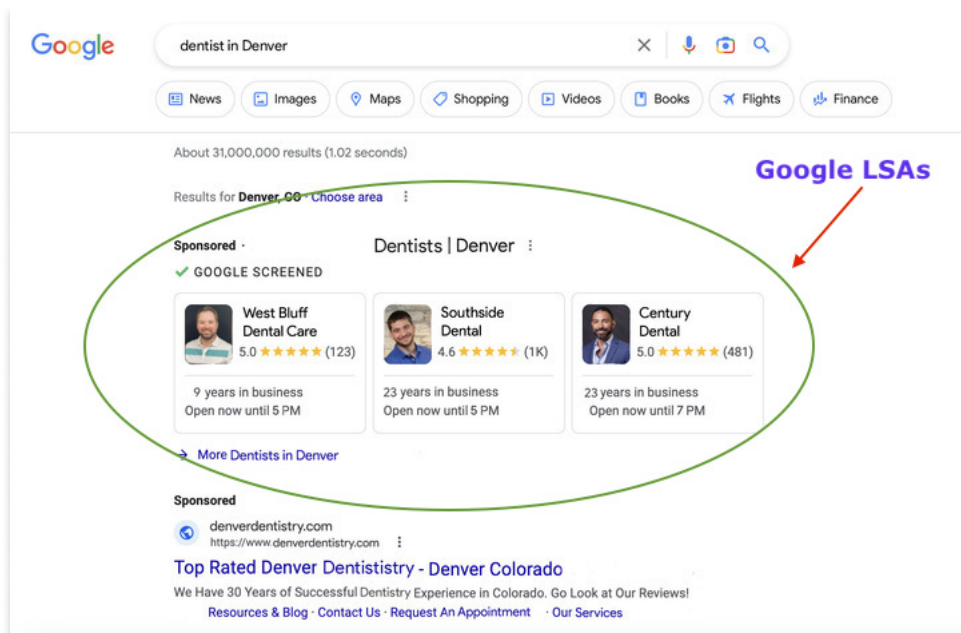 Google
dentist in Denver
News Images Maps Shopping Videos Books Flights Finance
About 31,000,000 results (1.02 seconds)
Google LSAs
Results for Denver, CO · Choose area
Sponsored · Dentists | Denver
GOOGLE SCREENED
West Bluff
Dental Care
5.0 (123)
9 years in business
Open now until 5 PM
Southside
Dental
4.6 (1K)
23 years in business
Open now until 5 PM
Century
Dental
5.0 (481)
23 years in business
Open now until 7 PM
More Dentists in Denver
Sponsored
denverdentistry.com
https://www.denverdentistry.com
Top Rated Denver Dentististry - Denver Colorado
We Have 30 Years of Successful Dentistry Experience in Colorado. Go Look at Our Reviews!
Resources & Blog · Contact Us · Request An Appointment · Our Services